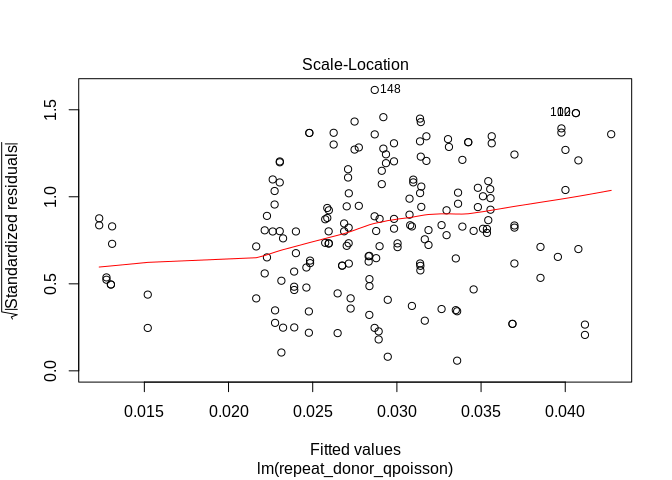 Scale-Location
√|Standardized residuals|
1.5
1.0
0.5
0.0
148
0.015
0.020
0.025
0.030
0.035
0.040
Fitted values
lm(repeat_donor_qpoisson)